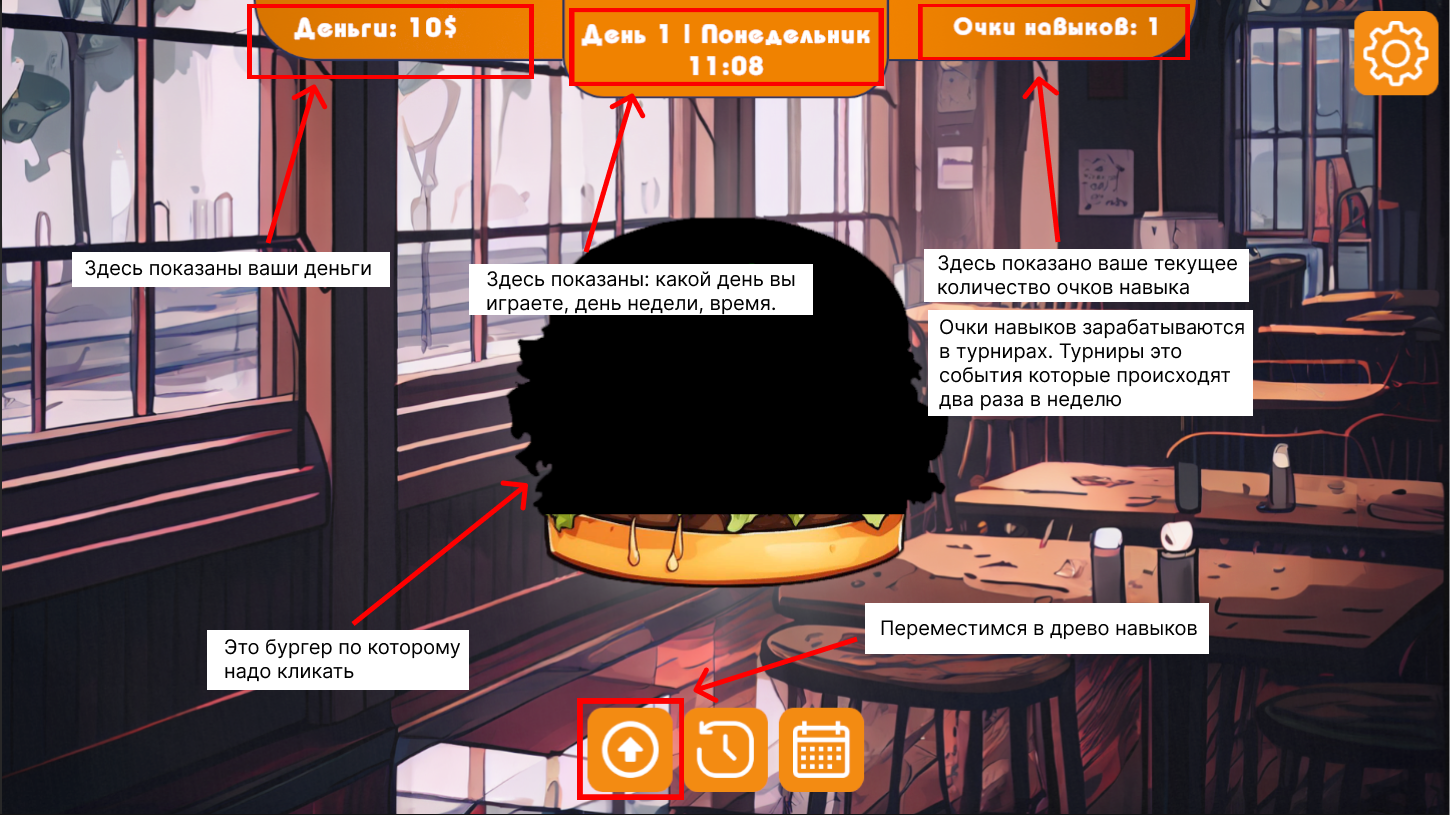 Деньги: 10$
День 1 | Понедельник
11:08
Очки навыков: 1
Здесь показаны ваши деньги
Здесь показаны: какой день вы
играете, день недели, время.
Здесь показано ваше текущее
количество очков навыка
Очки навыков зарабатываются
в турнирах. Турниры это
события которые происходят
два раза в неделю
Это бургер по которому
надо кликать
Переместимся в древо навыков